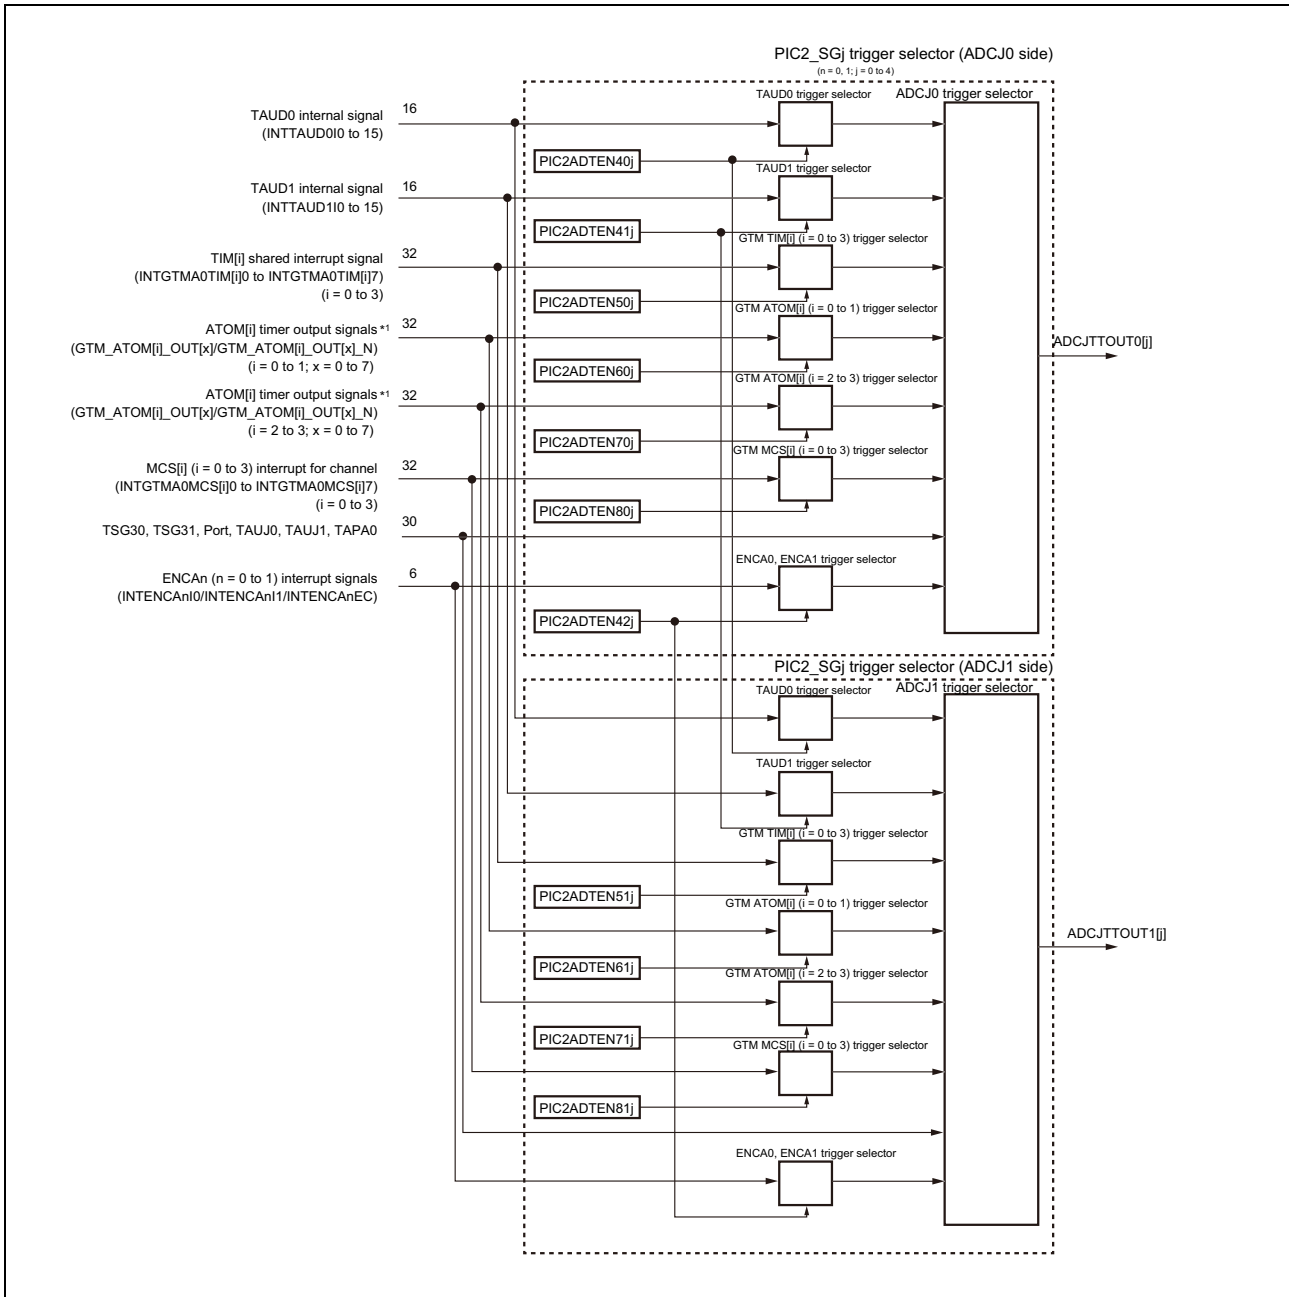 PIC2_SGj trigger selector (ADCJ0 side)
(n = 0, 1; j = 0 to 4)
TAUD0 trigger selector
ADCJ0 trigger selector
TAUD0 internal signal
(INTTAUD0I0 to 15)
16
PIC2ADTEN40j
TAUD1 trigger selector
TAUD1 internal signal
(INTTAUD1I0 to 15)
16
PIC2ADTEN41j
GTM TIM[i] (i = 0 to 3) trigger selector
TIM[i] shared interrupt signal
(INTGTMA0TIM[i]0 to INTGTMA0TIM[i]7)
(i = 0 to 3)
32
PIC2ADTEN50j
GTM ATOM[i] (i = 0 to 1) trigger selector
ATOM[i] timer output signals *1
(GTM_ATOM[i]_OUT[x]/GTM_ATOM[i]_OUT[x]_N)
(i = 0 to 1; x = 0 to 7)
32
ADCJTTOUT0[j]
PIC2ADTEN60j
GTM ATOM[i] (i = 2 to 3) trigger selector
ATOM[i] timer output signals *1
(GTM_ATOM[i]_OUT[x]/GTM_ATOM[i]_OUT[x]_N)
(i = 2 to 3; x = 0 to 7)
32
PIC2ADTEN70j
GTM MCS[i] (i = 0 to 3) trigger selector
MCS[i] (i = 0 to 3) interrupt for channel
(INTGTMA0MCS[i]0 to INTGTMA0MCS[i]7)
(i = 0 to 3)
32
PIC2ADTEN80j
TSG30, TSG31, Port, TAUJ0, TAUJ1, TAPA0
30
ENCA0, ENCA1 trigger selector
ENCAn (n = 0 to 1) interrupt signals
(INTENCAnI0/INTENCAnI1/INTENCAnEC)
6
PIC2ADTEN42j
PIC2_SGj trigger selector (ADCJ1 side)
TAUD0 trigger selector
ADCJ1 trigger selector
TAUD1 trigger selector
GTM TIM[i] (i = 0 to 3) trigger selector
PIC2ADTEN51j
GTM ATOM[i] (i = 0 to 1) trigger selector
ADCJTTOUT1[j]
PIC2ADTEN61j
GTM ATOM[i] (i = 2 to 3) trigger selector
PIC2ADTEN71j
GTM MCS[i] (i = 0 to 3) trigger selector
PIC2ADTEN81j
ENCA0, ENCA1 trigger selector